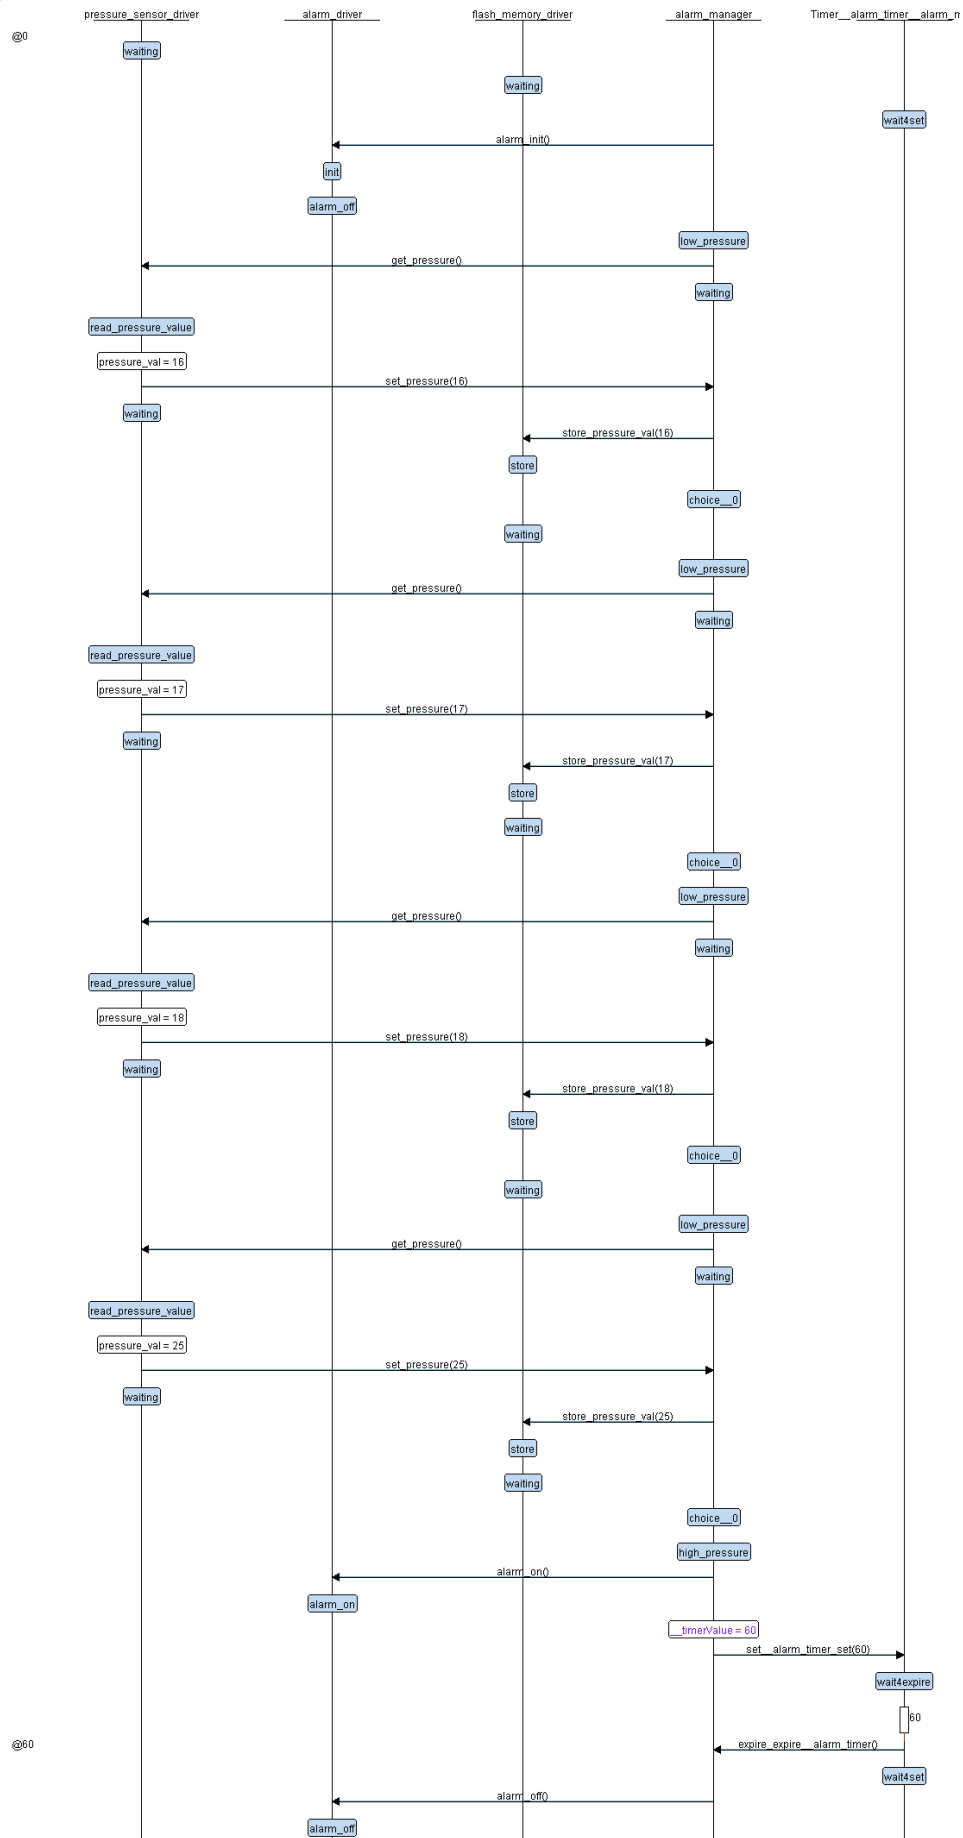 pressure_sensor_driver
alarm_driver
flash_memory_driver
alarm_manager
Timer__alarm_timer__alarm_m
@0
waiting
waiting
wait4set
alarm_init()
init
alarm_off
low_pressure
get_pressure()
waiting
read_pressure_value
pressure_val = 16
set_pressure(16)
waiting
store_pressure_val(16)
store
choice__0
waiting
low_pressure
get_pressure()
waiting
read_pressure_value
pressure_val = 17
set_pressure(17)
waiting
store_pressure_val(17)
store
waiting
choice__0
low_pressure
get_pressure()
waiting
read_pressure_value
pressure_val = 18
set_pressure(18)
waiting
store_pressure_val(18)
store
choice__0
waiting
low_pressure
get_pressure()
waiting
read_pressure_value
pressure_val = 25
set_pressure(25)
waiting
store_pressure_val(25)
store
waiting
choice__0
high_pressure
alarm_on()
alarm_on
__timerValue = 60
set__alarm_timer_set(60)
wait4expire
60
@60
expire_expire__alarm_timer()
wait4set
alarm_off()
alarm_off